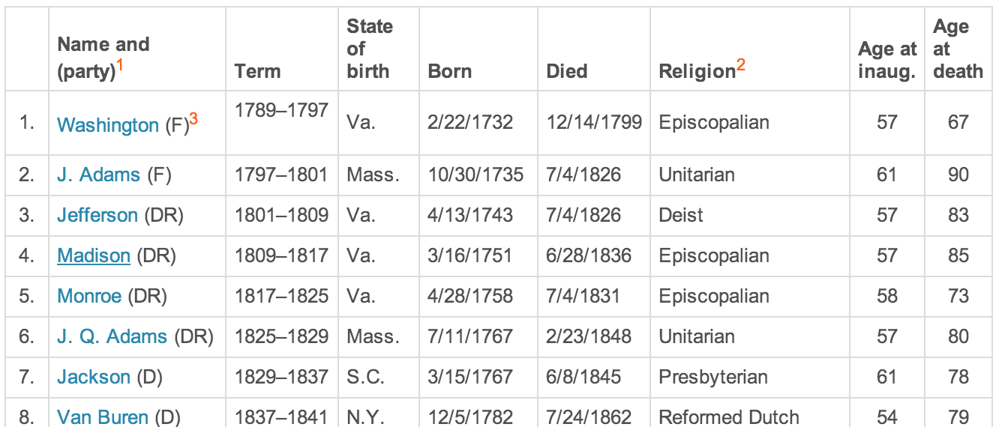 Name and (party)1 Term State of birth Born Died Religion2 Age at inaug. Age at death
1. Washington (F)3 1789–1797 Va. 2/22/1732 12/14/1799 Episcopalian 57 67
2. J. Adams (F) 1797–1801 Mass. 10/30/1735 7/4/1826 Unitarian 61 90
3. Jefferson (DR) 1801–1809 Va. 4/13/1743 7/4/1826 Deist 57 83
4. Madison (DR) 1809–1817 Va. 3/16/1751 6/28/1836 Episcopalian 57 85
5. Monroe (DR) 1817–1825 Va. 4/28/1758 7/4/1831 Episcopalian 58 73
6. J. Q. Adams (DR) 1825–1829 Mass. 7/11/1767 2/23/1848 Unitarian 57 80
7. Jackson (D) 1829–1837 S.C. 3/15/1767 6/8/1845 Presbyterian 61 78
8. Van Buren (D) 1837–1841 N.Y. 12/5/1782 7/24/1862 Reformed Dutch 54 79